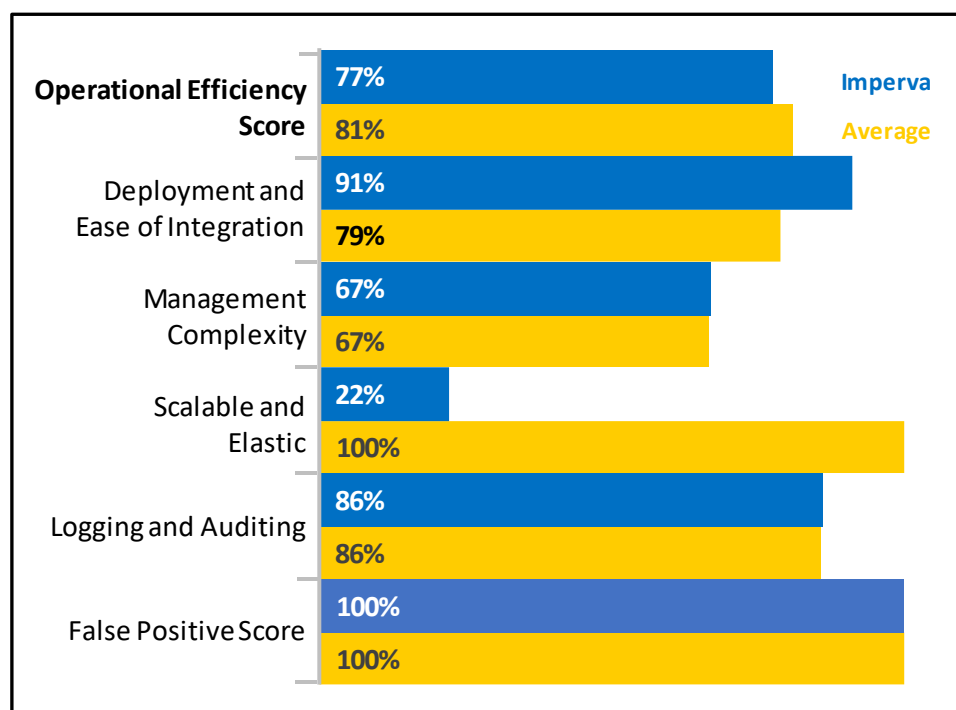 Operational Efficiency
Score
77%
81%
Imperva
Average
Deployment and
Ease of Integration
91%
79%
Management
Complexity
67%
67%
Scalable and
Elastic
22%
100%
Logging and Auditing
86%
86%
False Positive Score
100%
100%